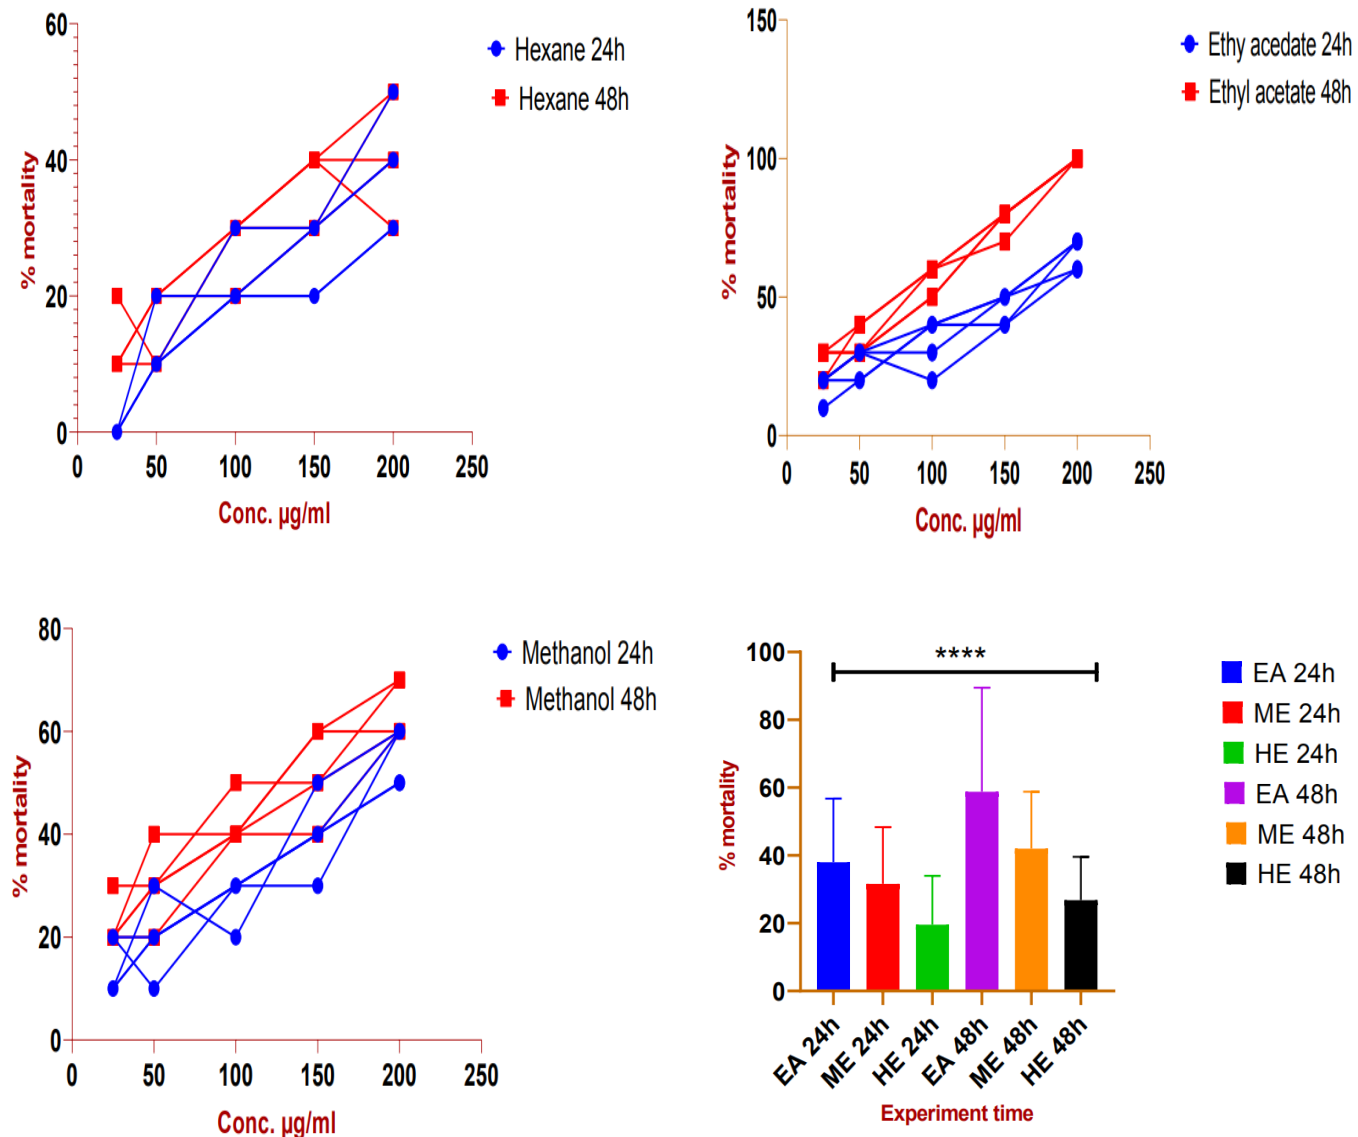 60
40
20
0
0 50 100 150 200 250
% mortality
Conc. µg/ml
Hexane 24h
Hexane 48h
150
100
50
0
0 50 100 150 200 250
% mortality
Conc. µg/ml
Ethy acedate 24h
Ethyl acetate 48h
80
60
40
20
0
0 50 100 150 200 250
% mortality
Conc. µg/ml
Methanol 24h
Methanol 48h
100
80
60
40
20
0
% mortality
****
EA 24h ME 24h HE 24h EA 48h ME 48h HE 48h
Experiment time
EA 24h
ME 24h
HE 24h
EA 48h
ME 48h
HE 48h